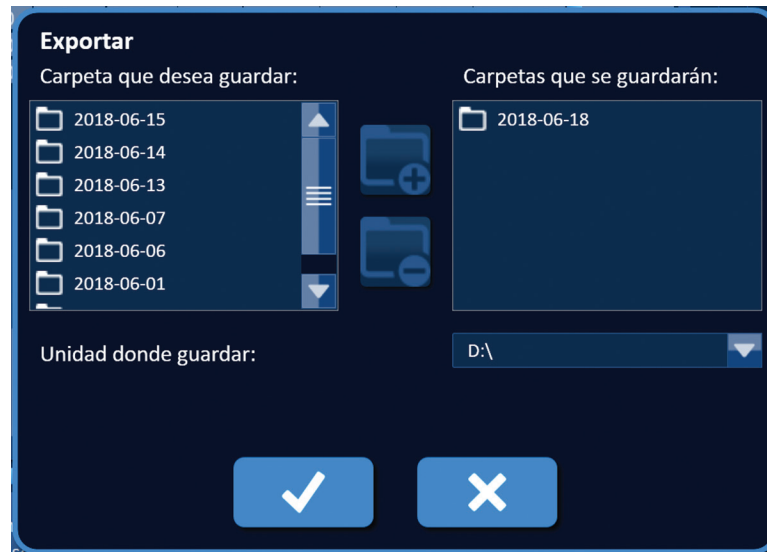 Exportar
Carpeta que desea guardar:
2018-06-15
2018-06-14
2018-06-13
2018-06-07
2018-06-06
2018-06-01
Carpetas que se guardarán:
2018-06-18
Unidad donde guardar:
D:\